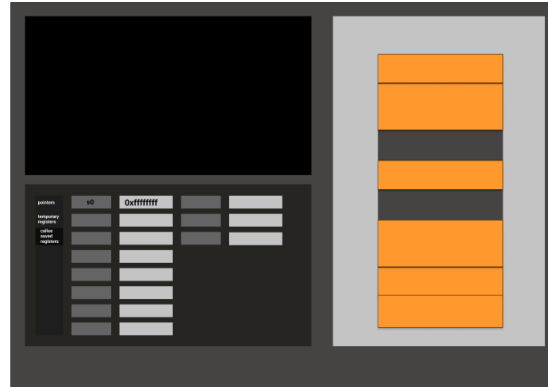 pointers
s0
0xffffffff
temporary
registers
callee
saved
registers